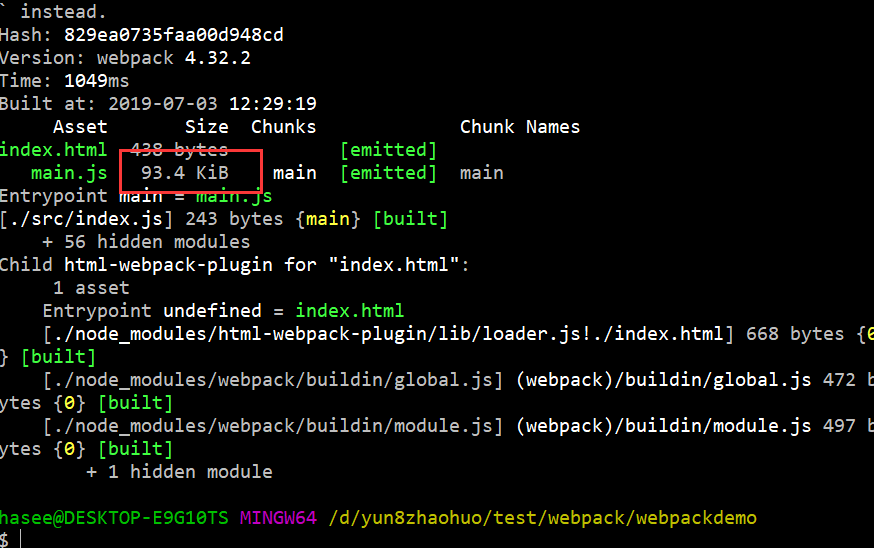 ` instead.
Hash: 829ea0735faa00d948cd
Version: webpack 4.32.2
Time: 1049ms
Built at: 2019-07-03 12:29:19
Asset Size Chunks Chunk Names
index.html 438 bytes [emitted]
main.js 93.4 KiB main [emitted] main
Entrypoint main = main.js
[./src/index.js] 243 bytes {main} [built]
+ 56 hidden modules
Child html-webpack-plugin for "index.html":
1 asset
Entrypoint undefined = index.html
[./node_modules/html-webpack-plugin/lib/loader.js!./index.html] 668 bytes {0
} [built]
[./node_modules/webpack/buildin/global.js] (webpack)/buildin/global.js 472 b
ytes {0} [built]
[./node_modules/webpack/buildin/module.js] (webpack)/buildin/module.js 497 b
ytes {0} [built]
+ 1 hidden module
hasee@DESKTOP-E9G10TS MINGW64 /d/yun8zhaohuo/test/webpack/webpackdemo
$